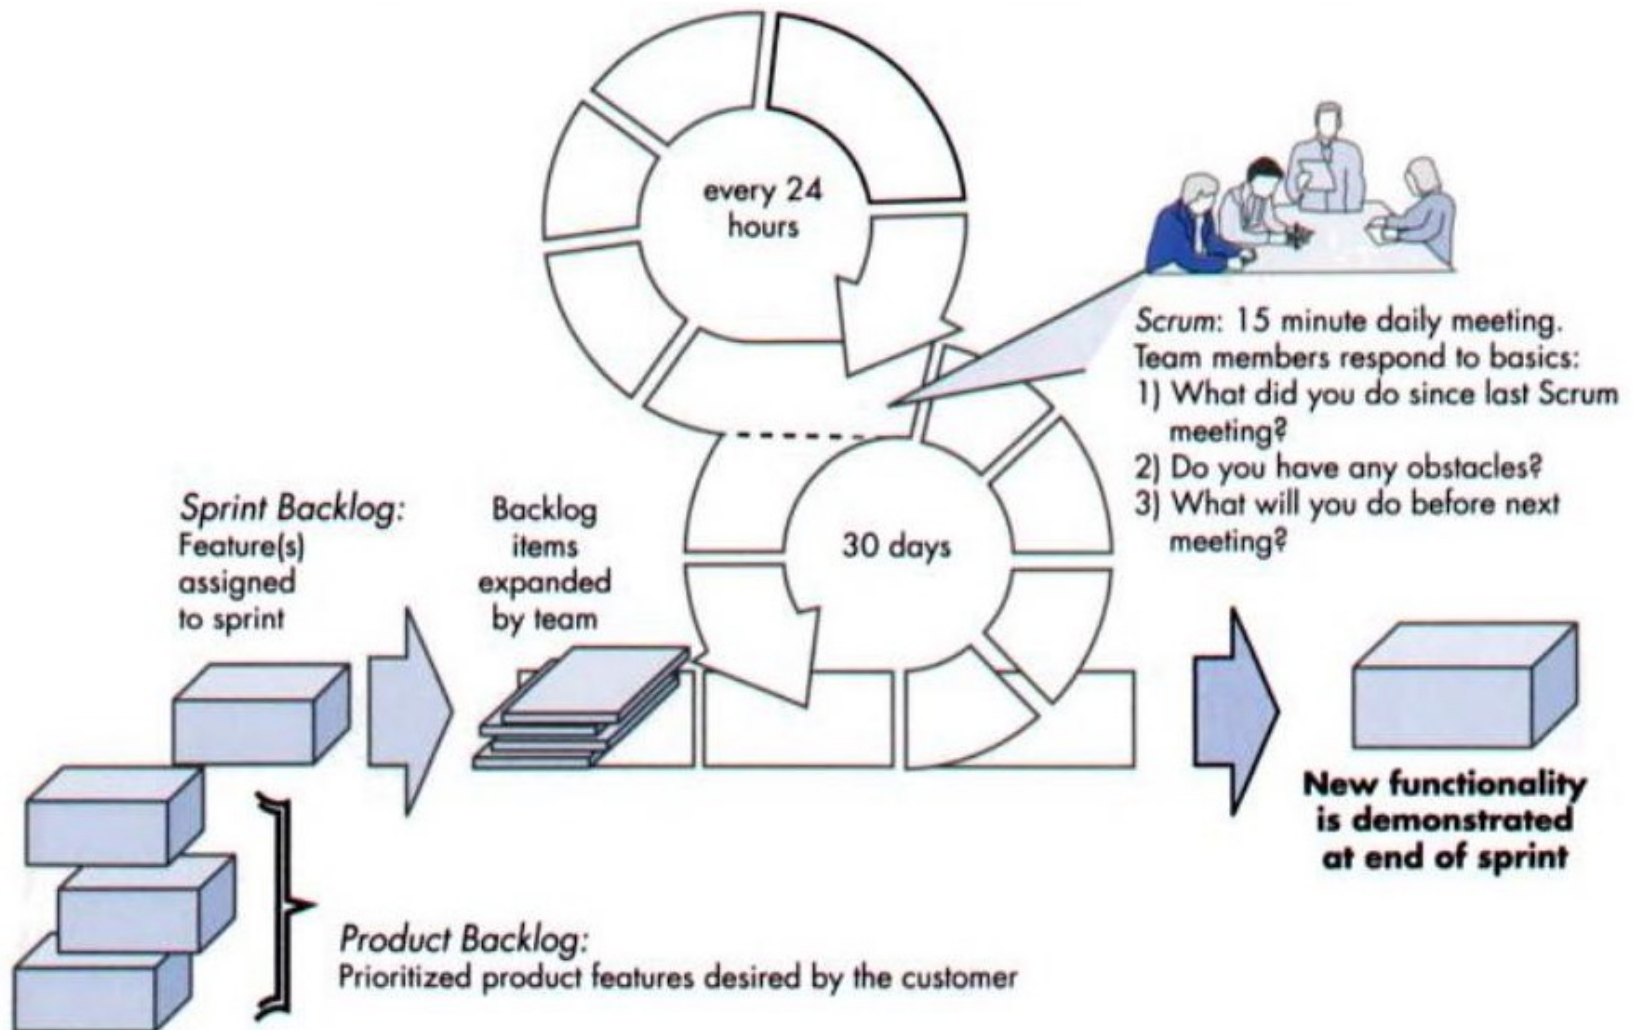 every 24
hours
Scrum: 15 minute daily meeting.
Team members respond to basics:
1) What did you do since last Scrum
meeting?
2) Do you have any obstacles?
3) What will you do before next
meeting?
Sprint Backlog:
Feature(s)
assigned
to sprint
Backlog
items
expanded
by team
30 days
New functionality
is demonstrated
at end of sprint
Product Backlog:
Prioritized product features desired by the customer